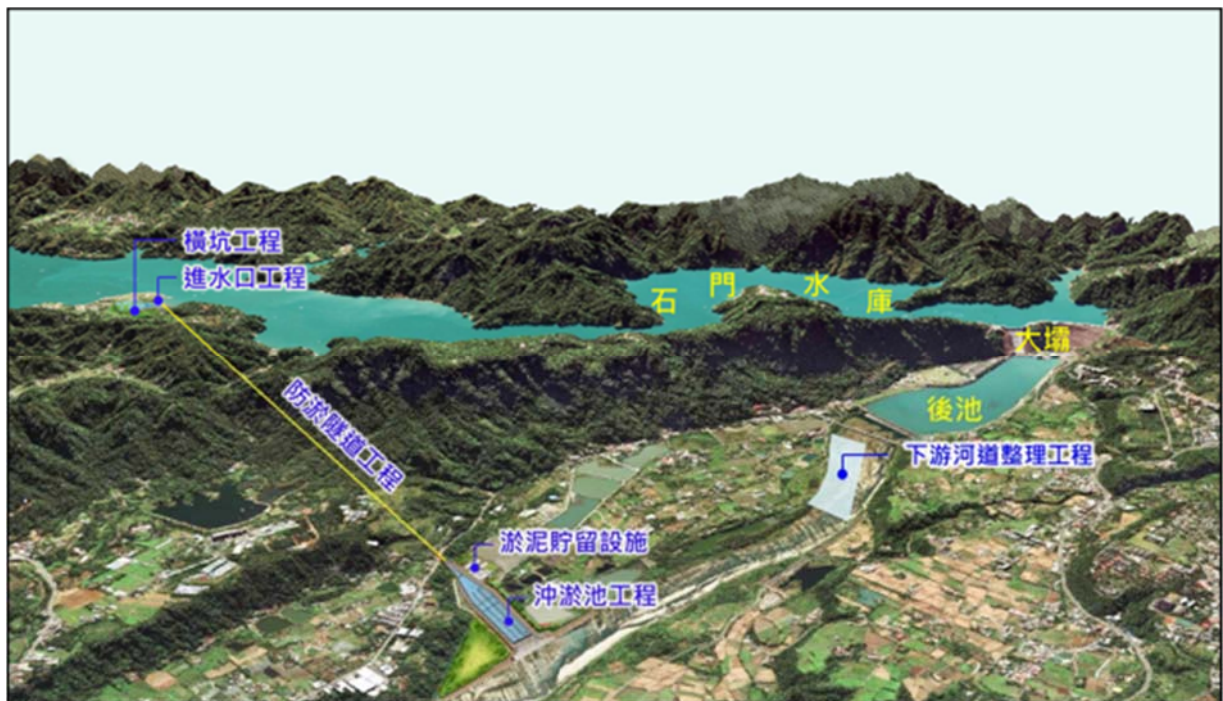 橫坑工程
進水口工程
石門水庫
大壩
防淤隧道工程
後池
下游河道整理工程
淤泥貯留設施
沖淤池工程